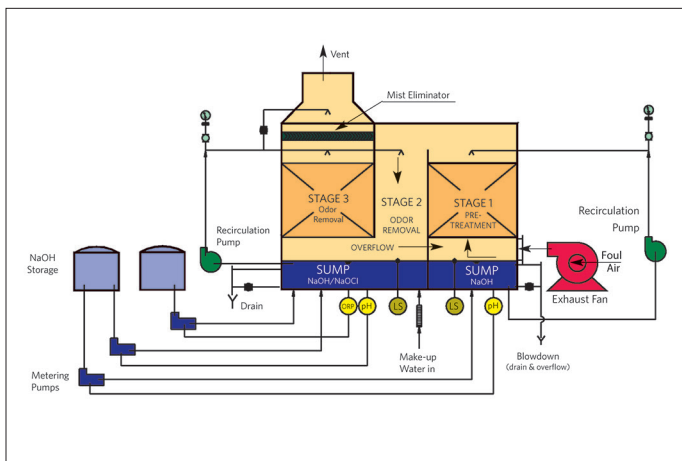 Vent
Mist Eliminator
STAGE 3
Odor
Removal
STAGE 2
ODOR
REMOVAL
STAGE 1
PRE-
TREATMENT
Recirculation
Pump
Recirculation
Pump
OVERFLOW
Foul
Air
NaOH
Storage
SUMP
NaOH/NaOCl
SUMP
NaOH
Exhaust Fan
Drain
ORP
pH
LS
LS
pH
Make-up
Water in
Blowdown
(drain & overflow)
Metering
Pumps